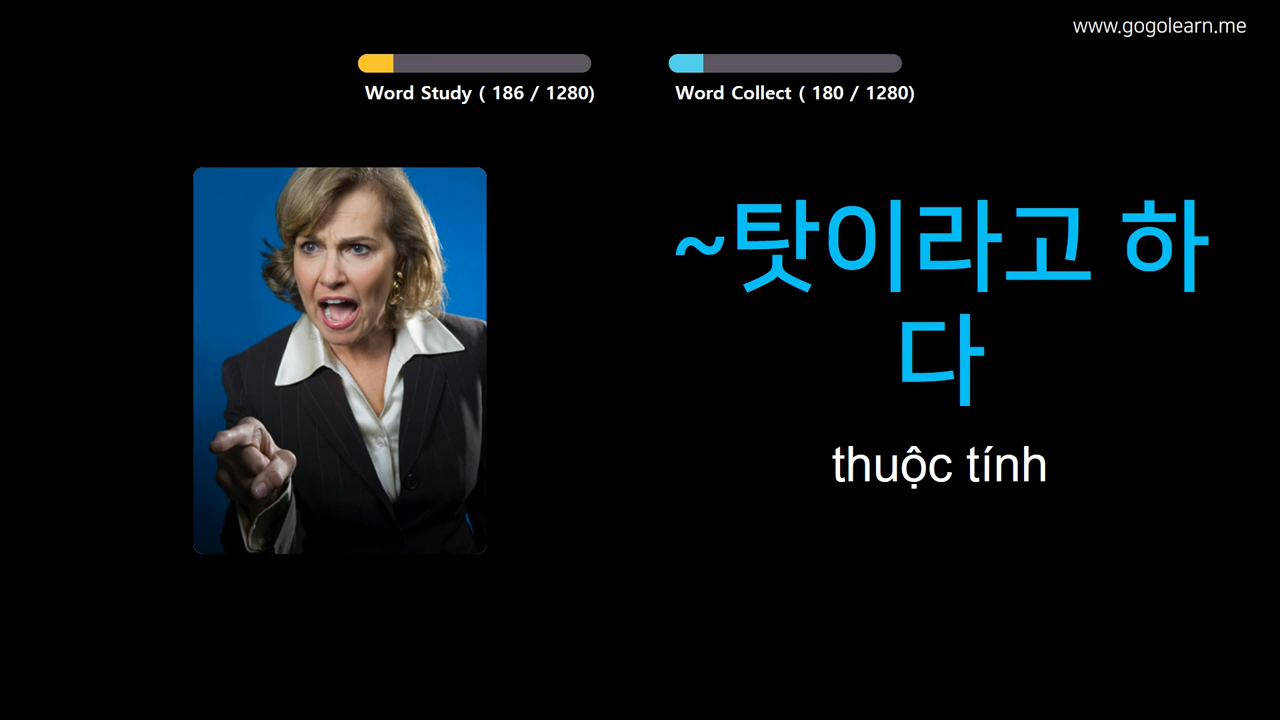 www.gogolearn.me
Word Study ( 186 / 1280)
Word Collect ( 180 / 1280)
~탓이라고 하
다
thuộc tính